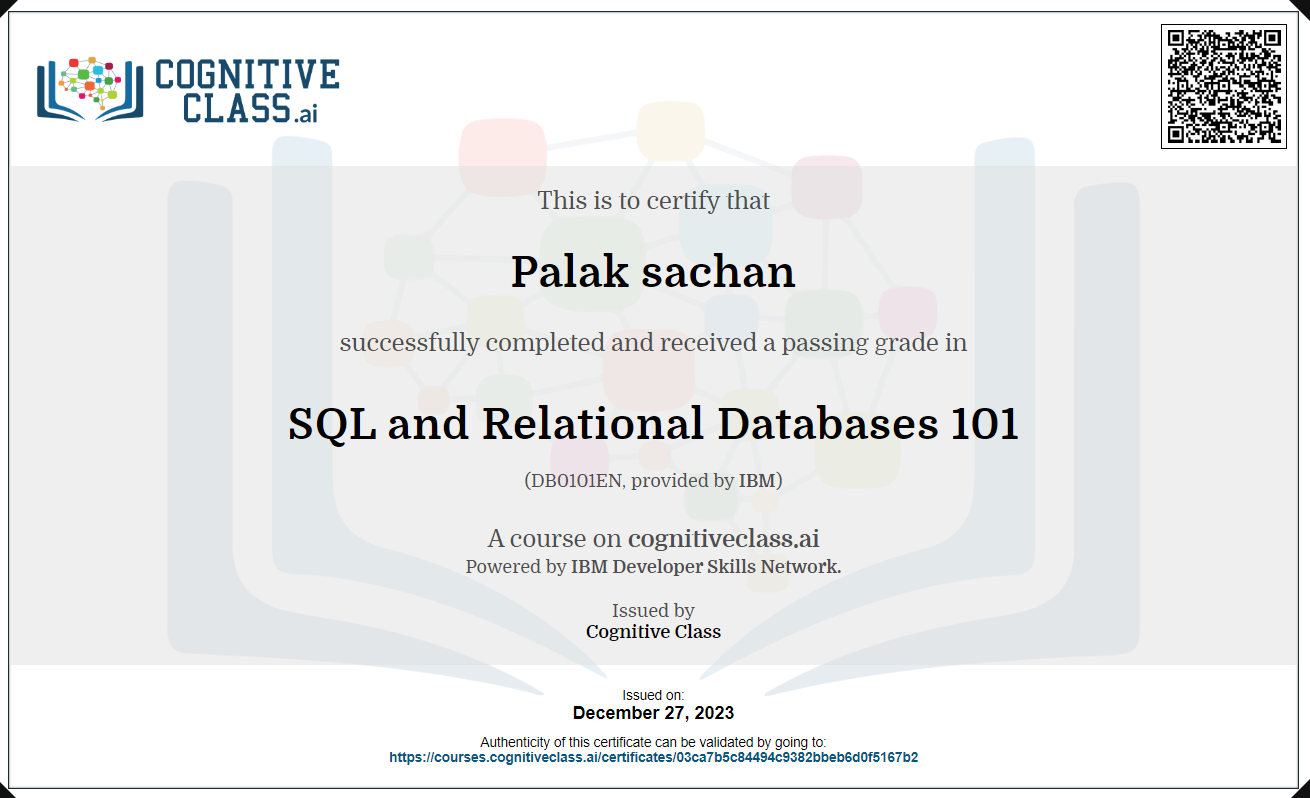 COGNITIVE
CLASS.ai
This is to certify that
Palak sachan
successfully completed and received a passing grade in
SQL and Relational Databases 101
(DB0101EN, provided by IBM)
A course on cognitiveclass.ai
Powered by IBM Developer Skills Network.
Issued by
Cognitive Class
Issued on:
December 27, 2023
Authenticity of this certificate can be validated by going to:
https://courses.cognitiveclass.ai/certificates/03ca7b5c84494c9382bbeb6d0f5167b2